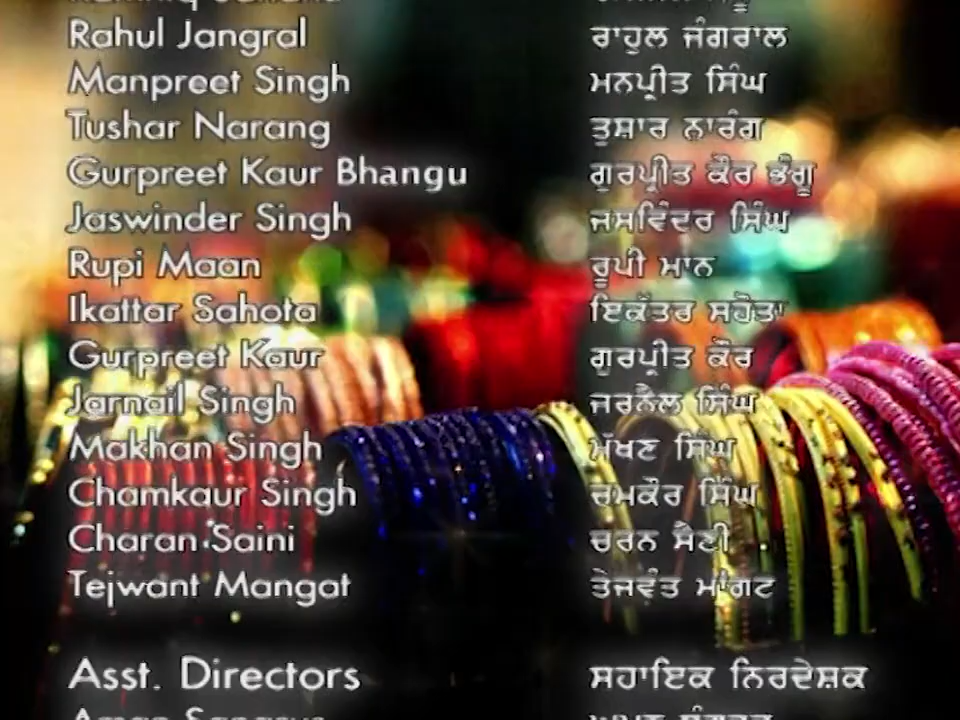 Rahul Jangral ਰਾਹੁਲ ਜੰਗਰਾਲ
Manpreet Singh ਮਨਪ੍ਰੀਤ ਸਿੰਘ
Tushar Narang ਤੁਸ਼ਾਰ ਨਾਰੰਗ
Gurpreet Kaur Bhangu ਗੁਰਪ੍ਰੀਤ ਕੌਰ ਭੰਗੂ
Jaswinder Singh ਜਸਵਿੰਦਰ ਸਿੰਘ
Rupi Maan ਰੂਪੀ ਮਾਨ
Ikattar Sahota ਇਕੱਤਰ ਸਹੋਤਾ
Gurpreet Kaur ਗੁਰਪ੍ਰੀਤ ਕੌਰ
Jarnail Singh ਜਰਨੈਲ ਸਿੰਘ
Makhan Singh ਮੱਖਣ ਸਿੰਘ
Chamkaur Singh ਚਮਕੌਰ ਸਿੰਘ
Charan Saini ਚਰਨ ਸੈਣੀ
Tejwant Mangat ਤੇਜਵੰਤ ਮਾਂਗਟ
Asst. Directors ਸਹਾਇਕ ਨਿਰਦੇਸ਼ਕ